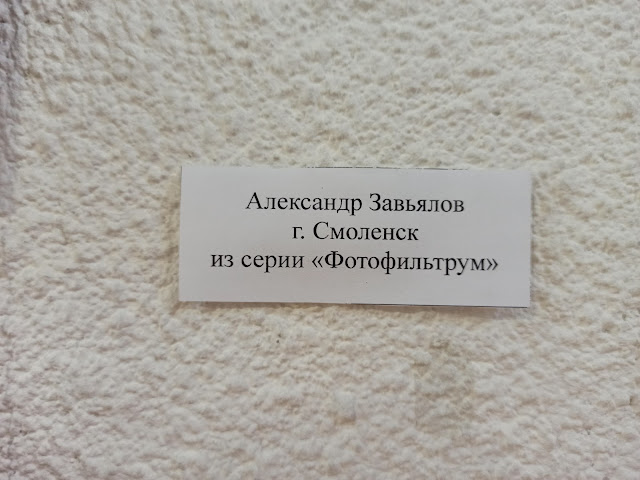 Александр Завьялов
г. Смоленск
из серии «Фотофильтрум»